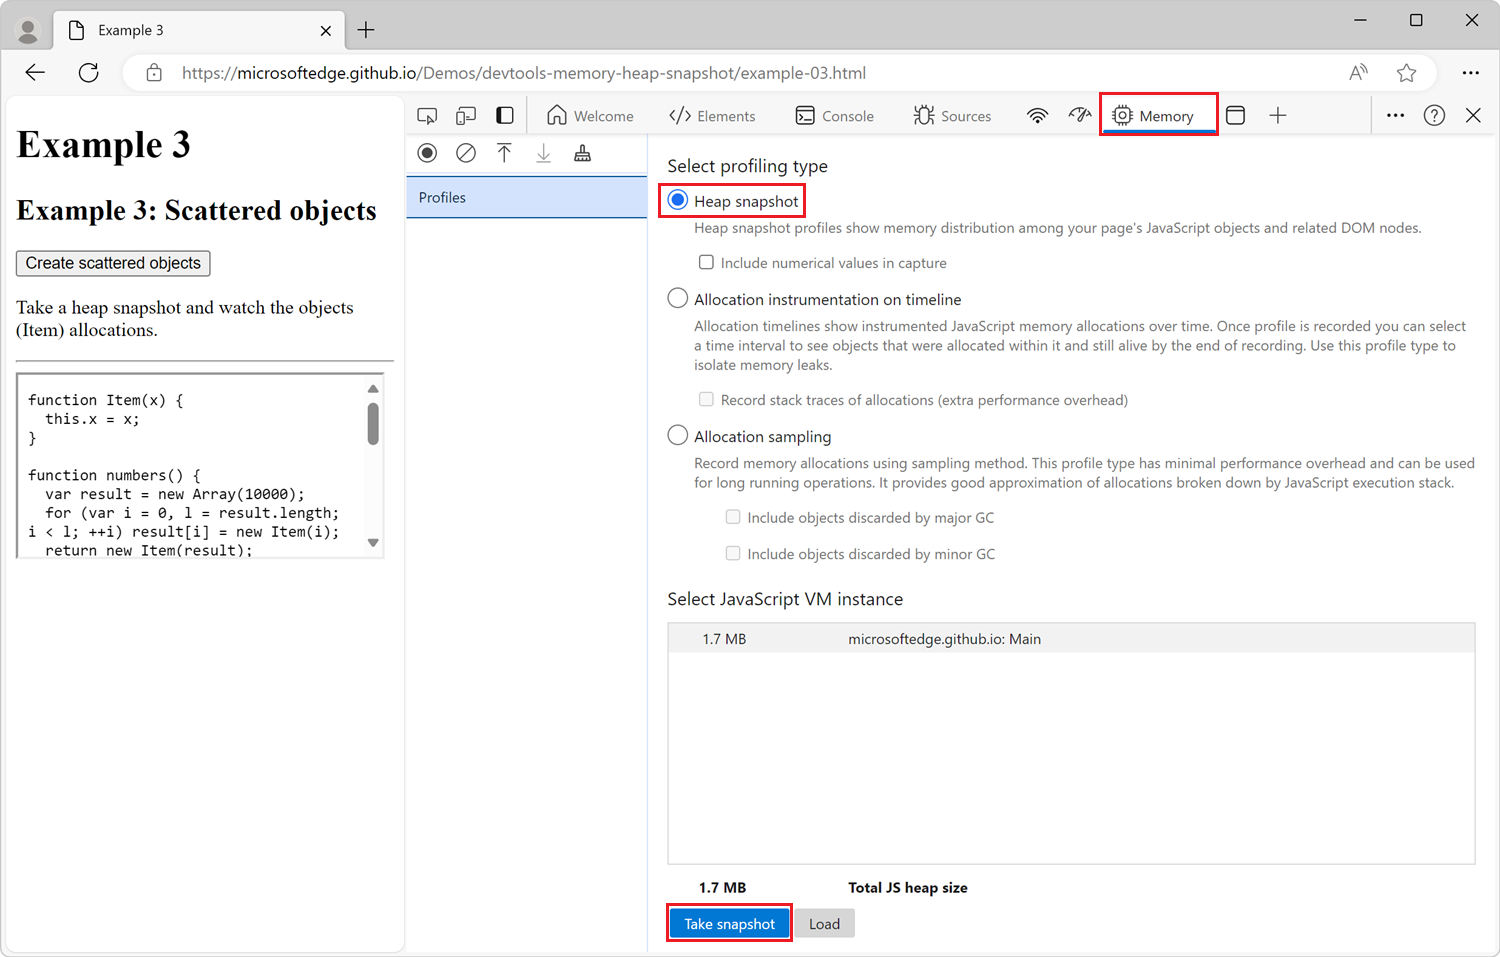 Example 3
https://microsoftedge.github.io/Demos/devtools-memory-heap-snapshot/example-03.html
Example 3
Example 3: Scattered objects
Create scattered objects
Take a heap snapshot and watch the objects
(Item) allocations.
function Item(x) {
this.x = x;
}
function numbers() {
var result = new Array(10000);
for (var i = 0, l = result.length;
i < l; ++i) result[i] = new Item(i);
return new Item(result);
Welcome
Elements
Console
Sources
Memory
Profiles
Select profiling type
Heap snapshot
Heap snapshot profiles show memory distribution among your page's JavaScript objects and related DOM nodes.
Include numerical values in capture
Allocation instrumentation on timeline
Allocation timelines show instrumented JavaScript memory allocations over time. Once profile is recorded you can select
a time interval to see objects that were allocated within it and still alive by the end of recording. Use this profile type to
isolate memory leaks.
Record stack traces of allocations (extra performance overhead)
Allocation sampling
Record memory allocations using sampling method. This profile type has minimal performance overhead and can be used
for long running operations. It provides good approximation of allocations broken down by JavaScript execution stack.
Include objects discarded by major GC
Include objects discarded by minor GC
Select JavaScript VM instance
1.7 MB microsoftedge.github.io: Main
1.7 MB Total JS heap size
Take snapshot Load